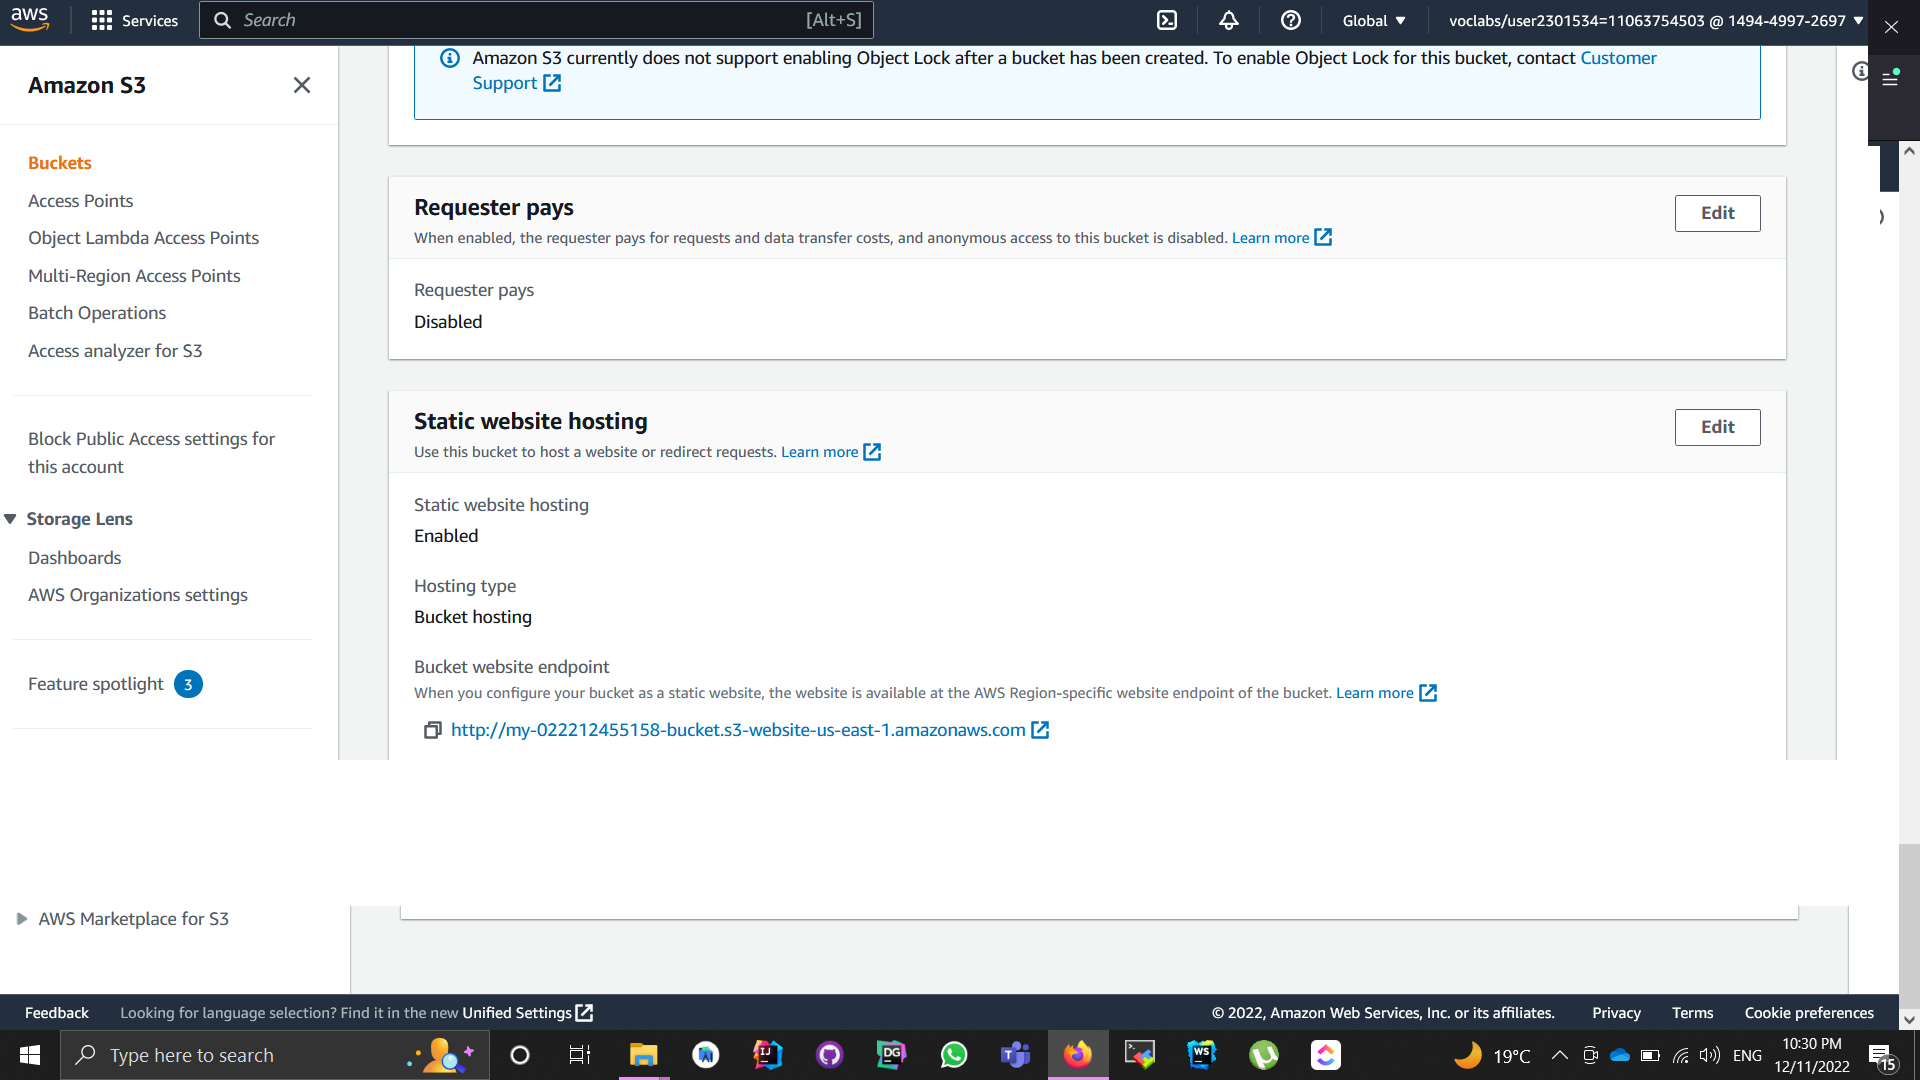 aws
Services
Search
[Alt+S]
Global
voclabs/user2301534=11063754503 @ 1494-4997-2697
Amazon S3
Buckets
Access Points
Object Lambda Access Points
Multi-Region Access Points
Batch Operations
Access analyzer for S3
Block Public Access settings for
this account
Storage Lens
Dashboards
AWS Organizations settings
Feature spotlight 3
AWS Marketplace for S3
Amazon S3 currently does not support enabling Object Lock after a bucket has been created. To enable Object Lock for this bucket, contact Customer
Support
Requester pays
Edit
When enabled, the requester pays for requests and data transfer costs, and anonymous access to this bucket is disabled. Learn more
Requester pays
Disabled
Static website hosting
Edit
Use this bucket to host a website or redirect requests. Learn more
Static website hosting
Enabled
Hosting type
Bucket hosting
Bucket website endpoint
When you configure your bucket as a static website, the website is available at the AWS Region-specific website endpoint of the bucket. Learn more
http://my-022212455158-bucket.s3-website-us-east-1.amazonaws.com
Feedback
Looking for language selection? Find it in the new Unified Settings
© 2022, Amazon Web Services, Inc. or its affiliates.
Privacy
Terms
Cookie preferences
Type here to search
IJ
DG
T
WS
19°C
ENG
10:30 PM
12/11/2022
15